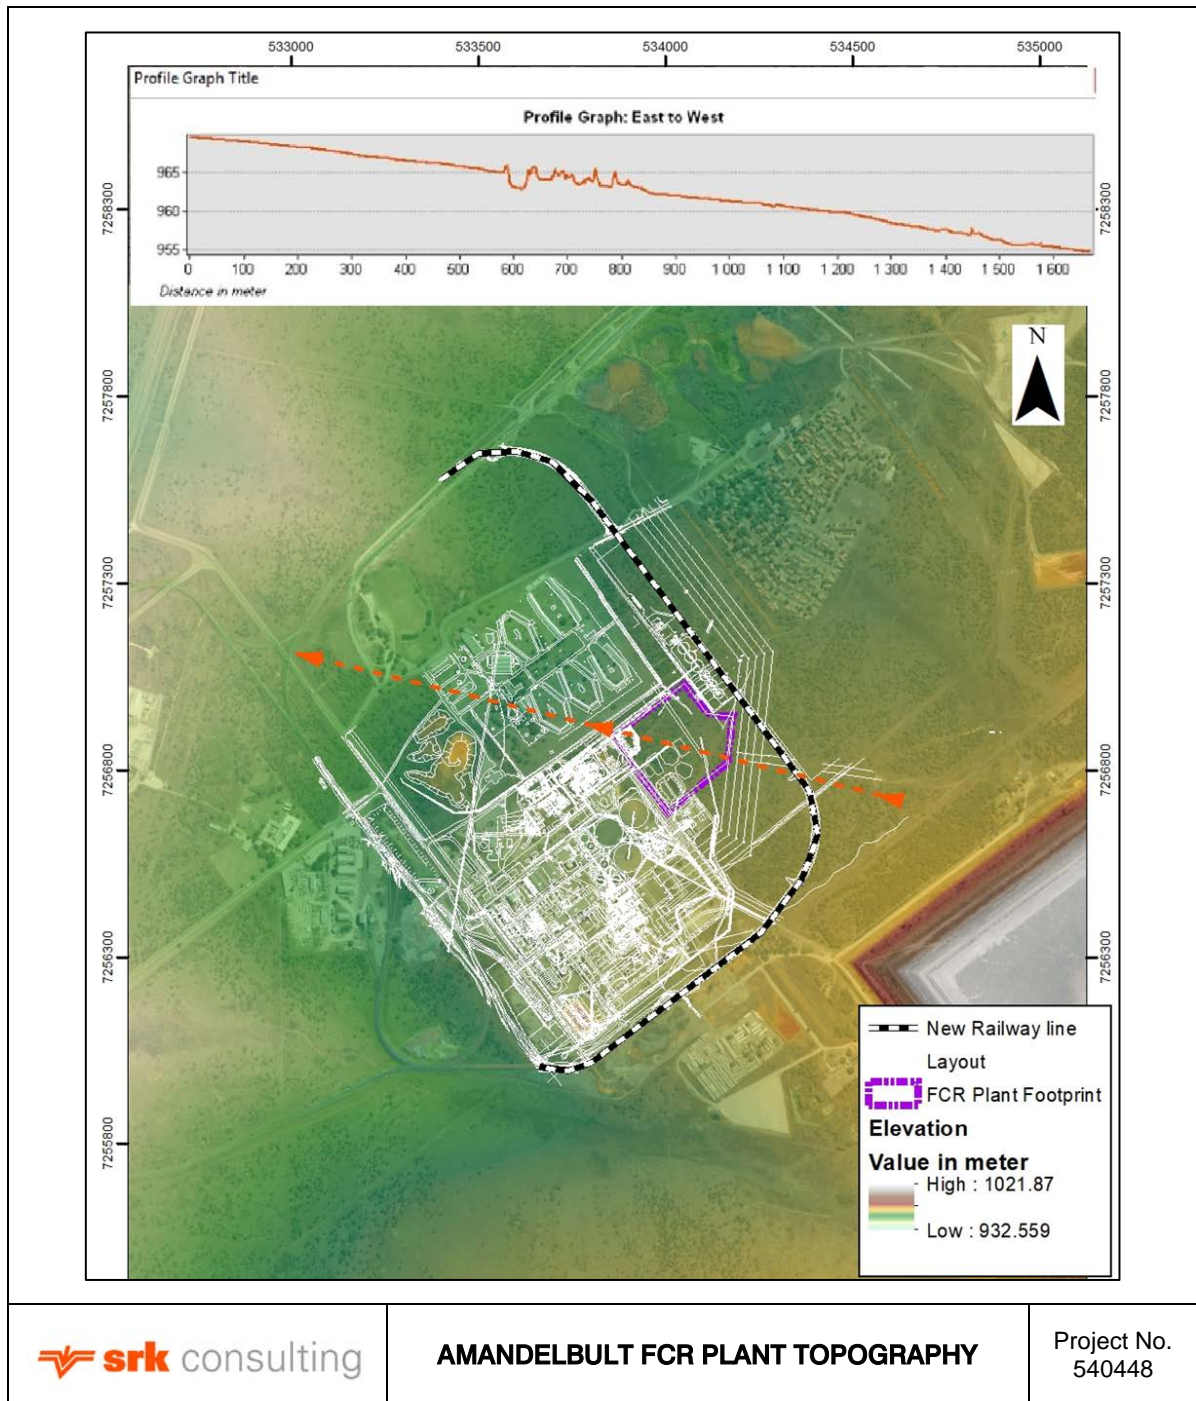 533000 533500 534000 534500 535000
Profile Graph Title
Profile Graph: East to West
965
960
955
0 100 200 300 400 500 600 700 800 900 1 000 1 100 1 200 1 300 1 400 1 500 1 600
Distance in meter
7258300 7258300
N
7257800 7257800
7257300 7257300
7256800 7256800
7256300 7256300
7255800
New Railway line
Layout
FCR Plant Footprint
Elevation
Value in meter
High : 1021.87
Low : 932.559
srk consulting
AMANDELBULT FCR PLANT TOPOGRAPHY
Project No.
540448